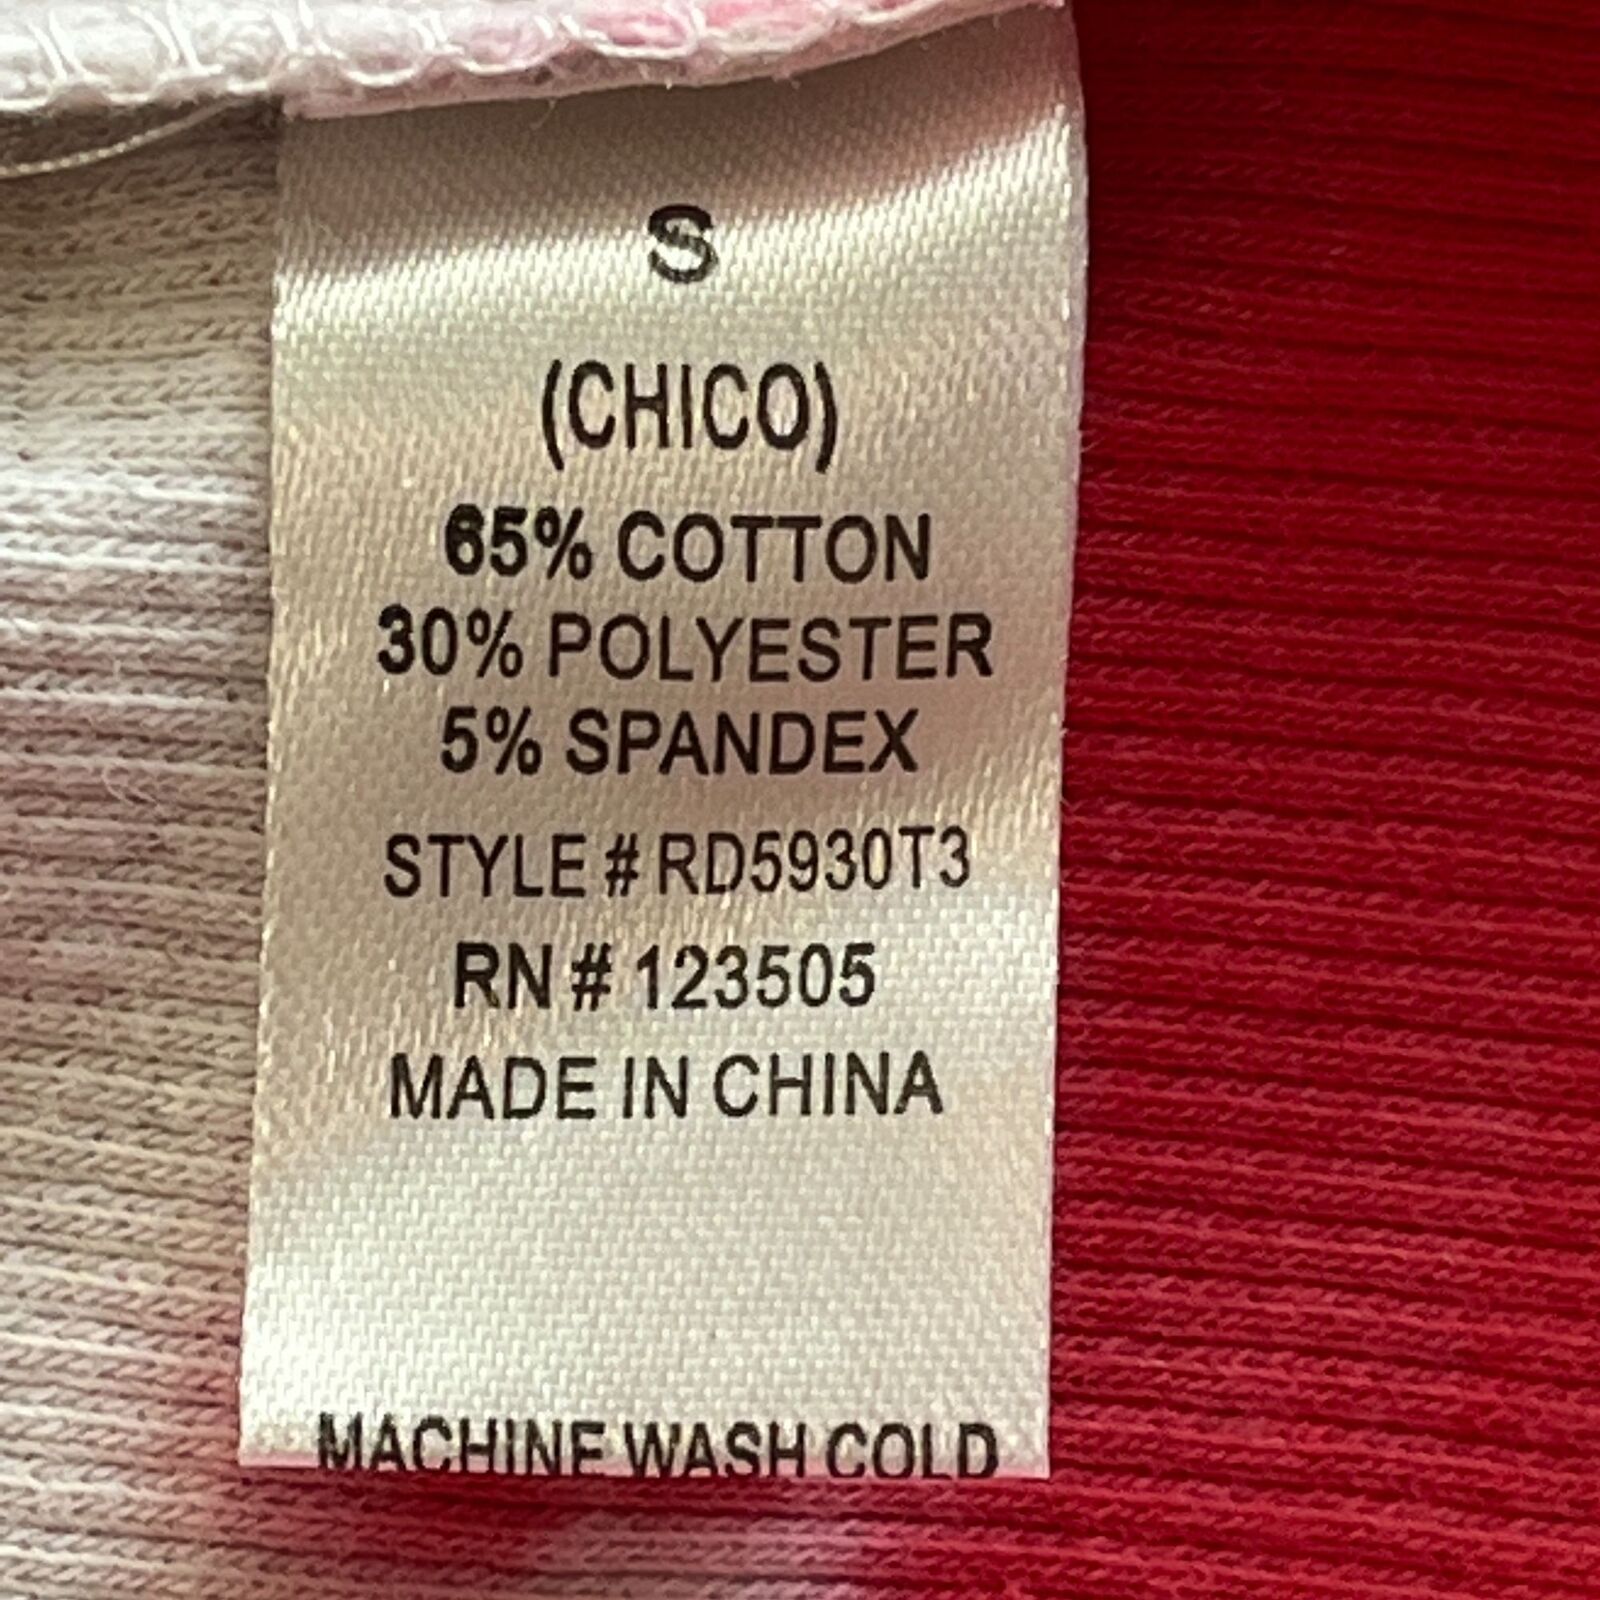 S
(CHICO)
65% COTTON
30% POLYESTER
5% SPANDEX
STYLE # RD5930T3
RN # 123505
MADE IN CHINA
MACHINE WASH COLD